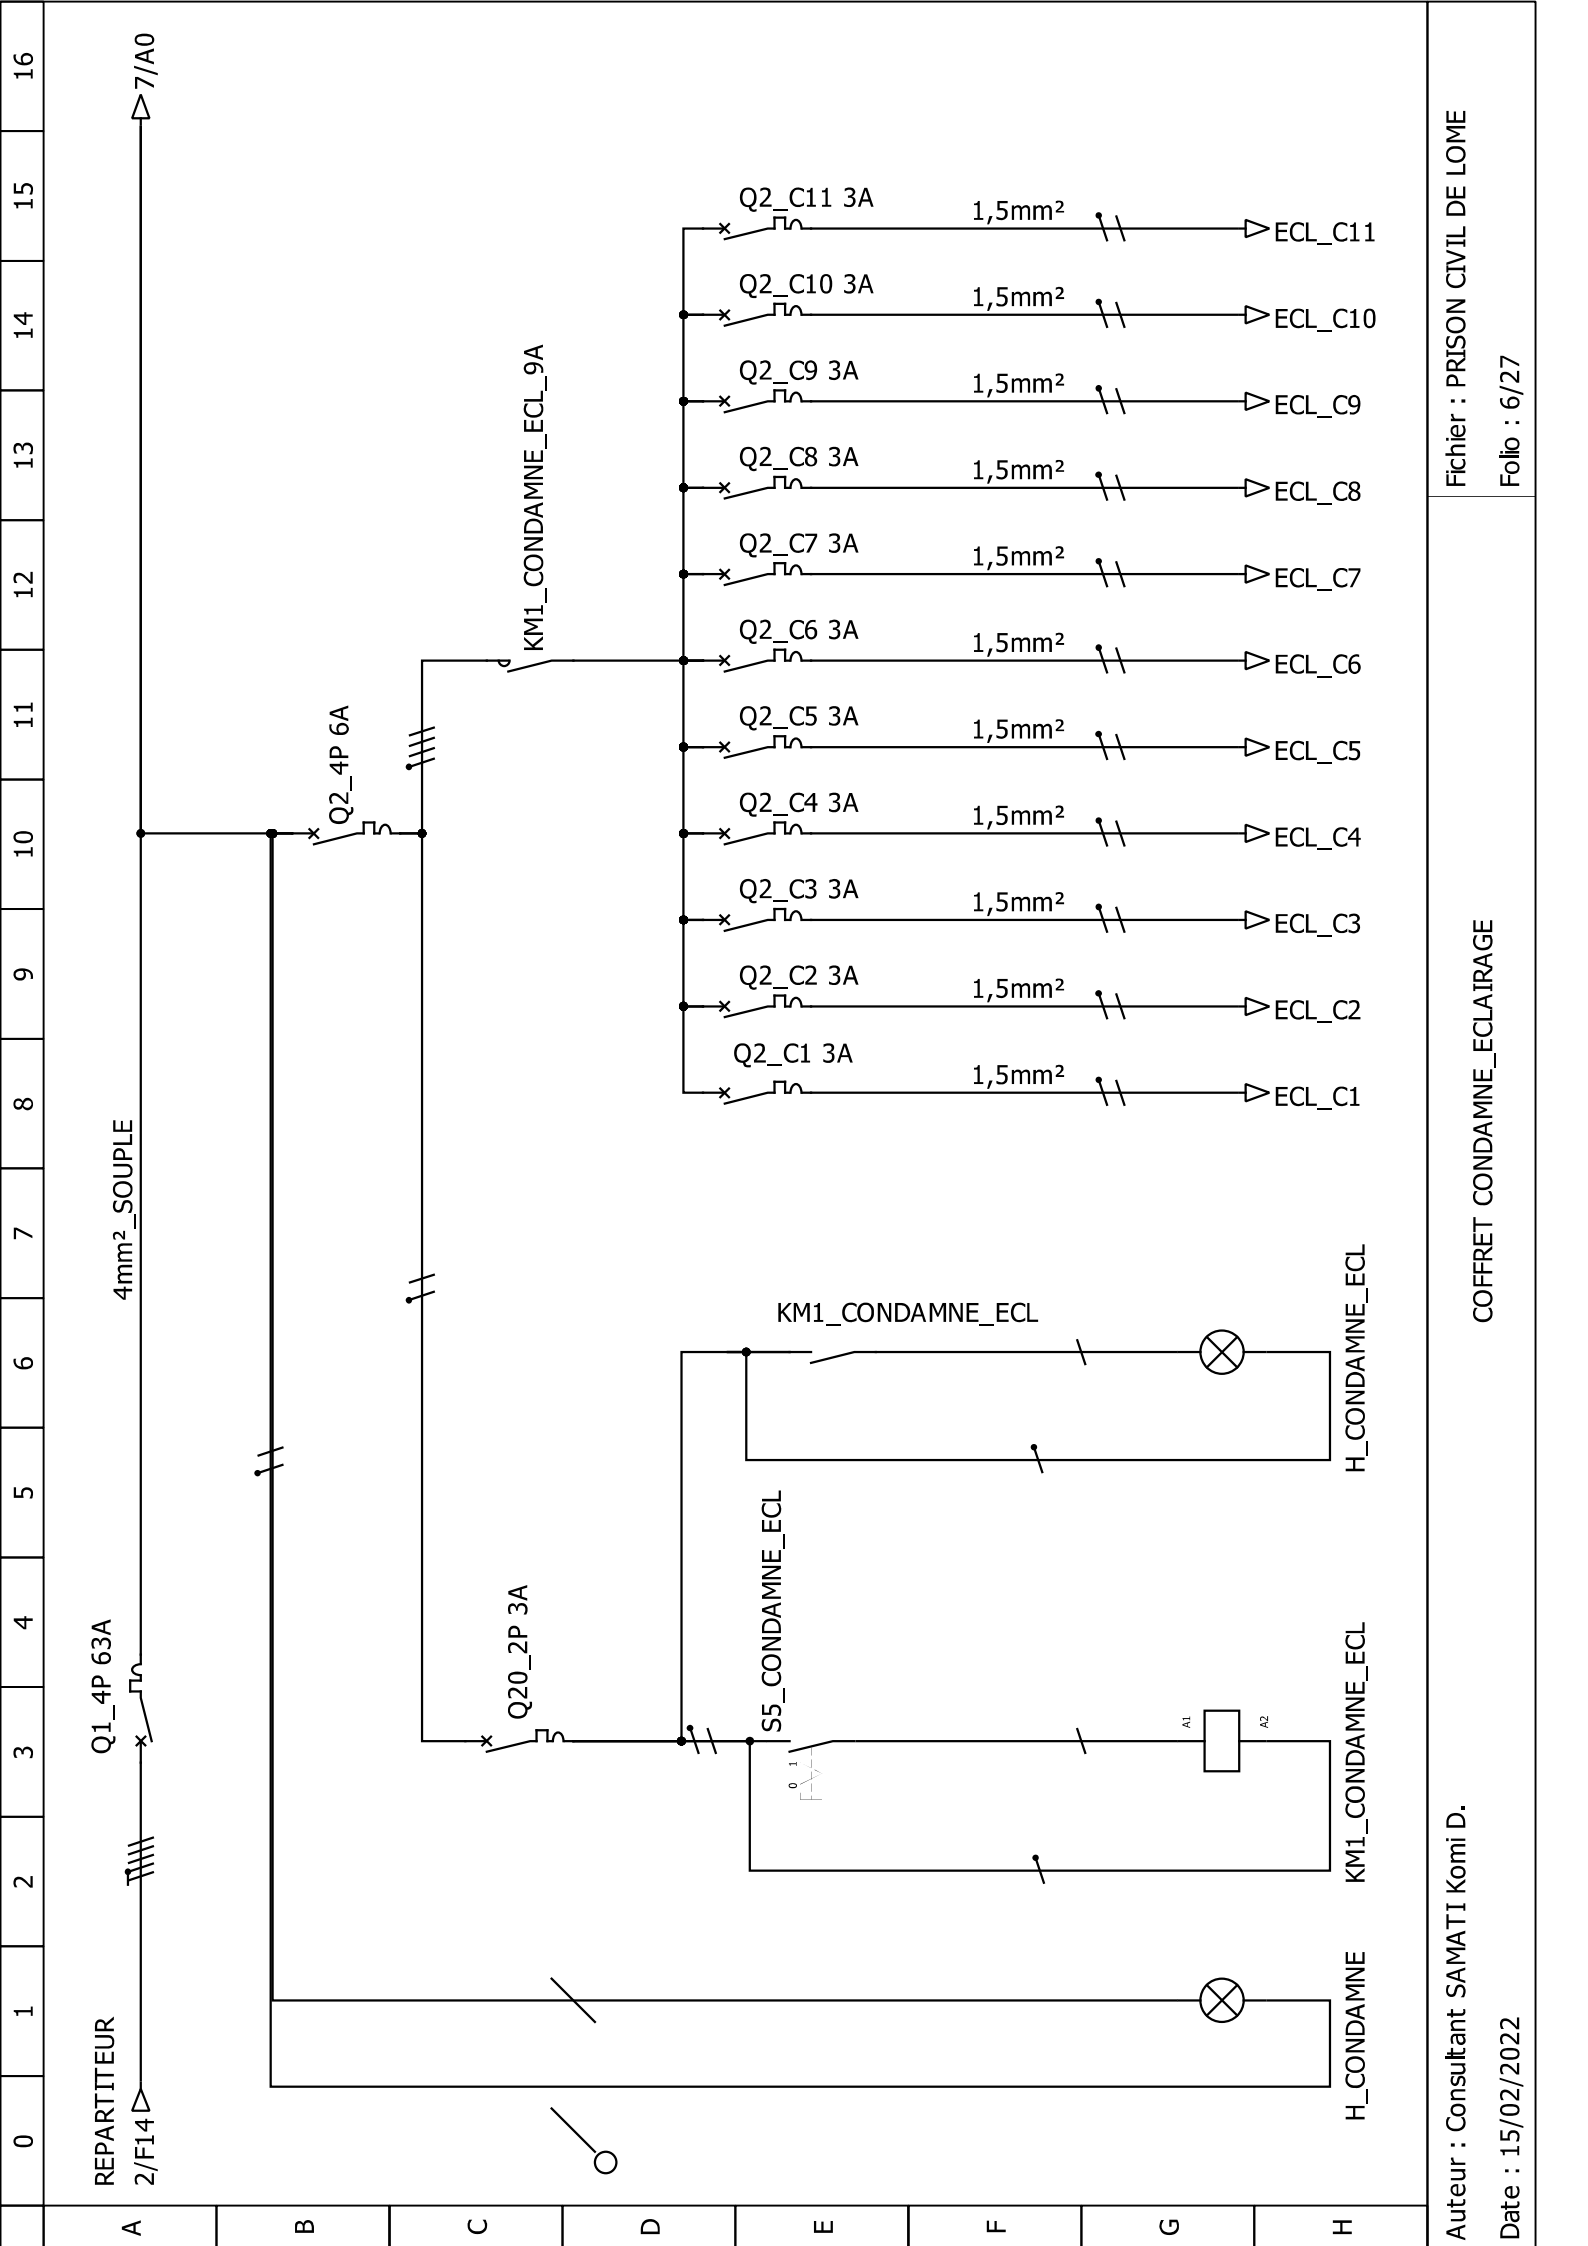 0 1 2 3 4 5 6 7 8 9 10 11 12 13 14 15 16
A
B
C
D
E
F
G
H
REPARTITEUR
2/F14
Q1_4P 63A
4mm²_SOUPLE
7/A0
Q2_4P 6A
Q20_2P 3A
KM1_CONDAMNE_ECL_9A
S5_CONDAMNE_ECL
0 1
A1
A2
KM1_CONDAMNE_ECL
H_CONDAMNE
KM1_CONDAMNE_ECL
H_CONDAMNE_ECL
Q2_C1 3A
1,5mm²
ECL_C1
Q2_C2 3A
1,5mm²
ECL_C2
Q2_C3 3A
1,5mm²
ECL_C3
Q2_C4 3A
1,5mm²
ECL_C4
Q2_C5 3A
1,5mm²
ECL_C5
Q2_C6 3A
1,5mm²
ECL_C6
Q2_C7 3A
1,5mm²
ECL_C7
Q2_C8 3A
1,5mm²
ECL_C8
Q2_C9 3A
1,5mm²
ECL_C9
Q2_C10 3A
1,5mm²
ECL_C10
Q2_C11 3A
1,5mm²
ECL_C11
Auteur : Consultant SAMATI Komi D.
Date : 15/02/2022
COFFRET CONDAMNE_ECLAIRAGE
Fichier : PRISON CIVIL DE LOME
Folio : 6/27